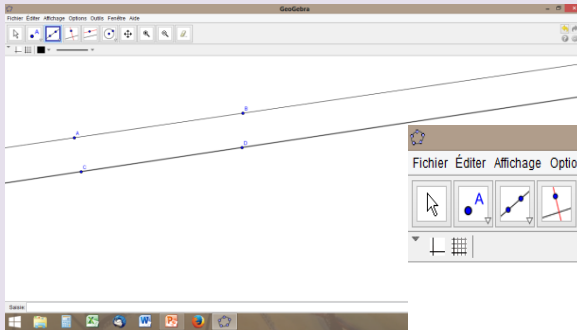 GeoGebra
Fichier Éditer Affichage Options Outils Fenêtre Aide
A
B
A
D
C
Fichier Éditer Affichage Optio
A
Saisie: